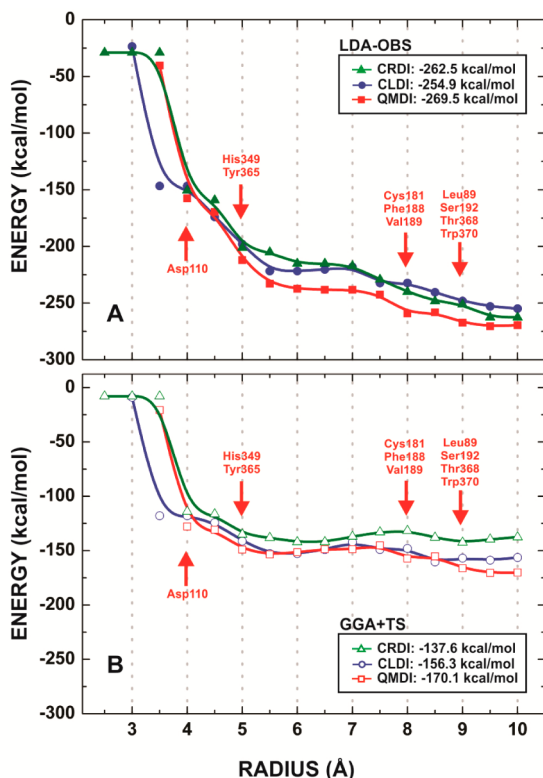 0
-50
-100
-150
-200
-250
-300
ENERGY (kcal/mol)
LDA-OBS
CRDI: -262.5 kcal/mol
CLDI: -254.9 kcal/mol
QMDI: -269.5 kcal/mol
His349
Tyr365
Asp110
Cys181
Phe188
Val189
Leu89
Ser192
Thr368
Trp370
A
0
-50
-100
-150
-200
-250
-300
ENERGY (kcal/mol)
His349
Tyr365
Asp110
Cys181
Phe188
Val189
Leu89
Ser192
Thr368
Trp370
GGA+TS
CRDI: -137.6 kcal/mol
CLDI: -156.3 kcal/mol
QMDI: -170.1 kcal/mol
B
3 4 5 6 7 8 9 10
RADIUS (Å)